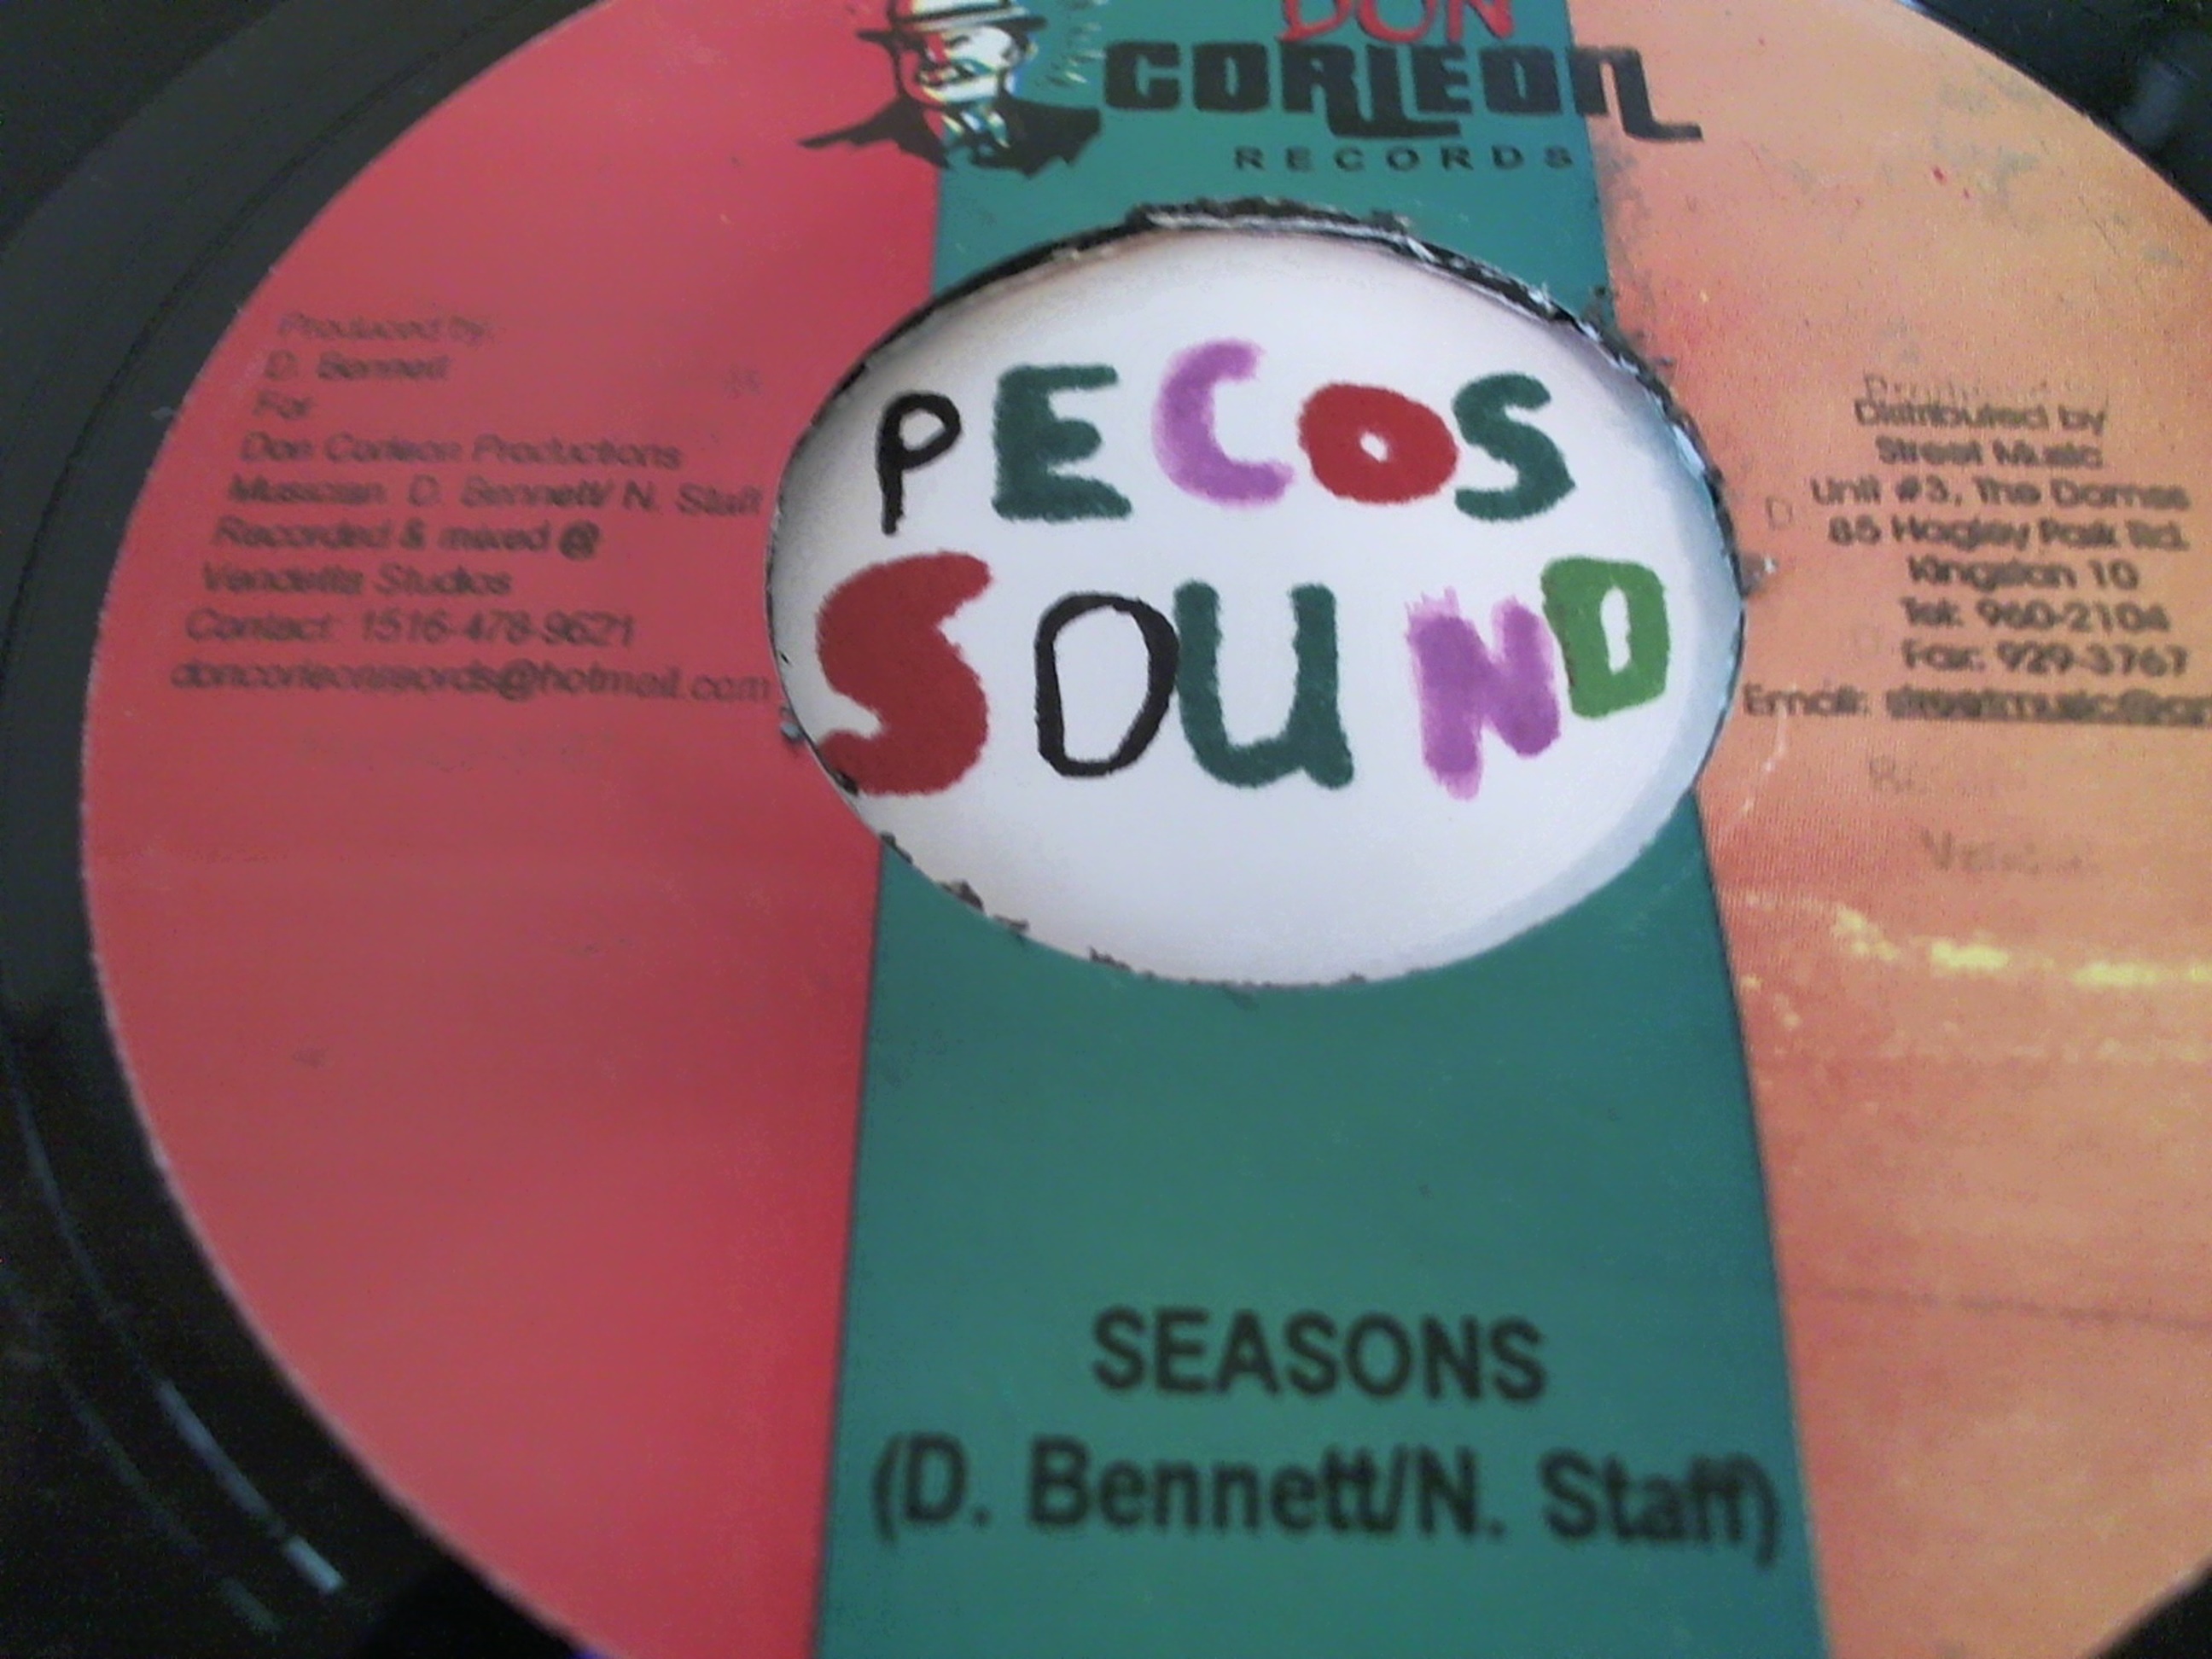 DON
CORLEON
RECORDS
Produced by:
D. Bennett
For
Don Corleon Productions
Musician: D. Bennett/ N. Staff
Recorded & mixed @
Vendetta Studios
Contact: 1516-478-9621
doncorleonrecords@hotmail.com
PECOS
SOUND
Distributed by
Street Music
Unit #3, The Domes
85 Hagley Park Rd.
Kingston 10
Tel: 960-2104
Fax: 929-3767
Email:
SEASONS
(D. Bennett/N. Staff)